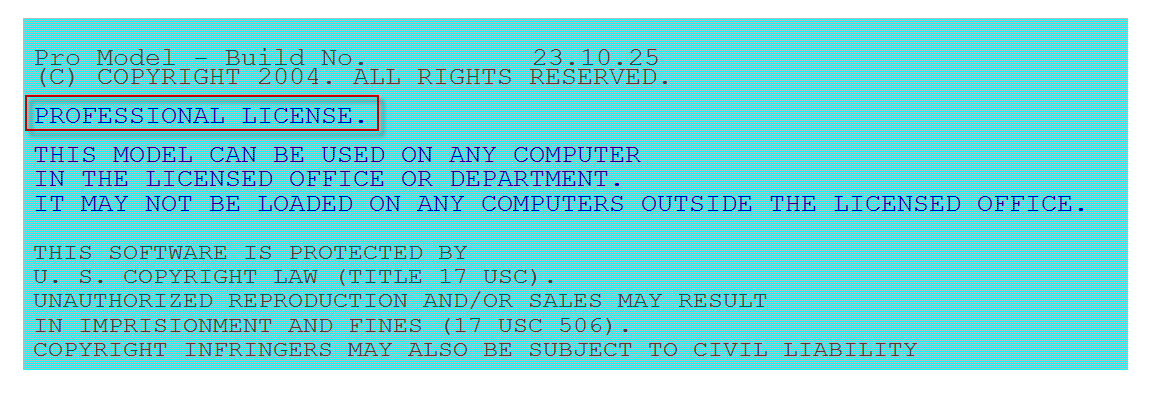 Pro Model - Build No. 23.10.25
(C) COPYRIGHT 2004. ALL RIGHTS RESERVED.
PROFESSIONAL LICENSE.
THIS MODEL CAN BE USED ON ANY COMPUTER
IN THE LICENSED OFFICE OR DEPARTMENT.
IT MAY NOT BE LOADED ON ANY COMPUTERS OUTSIDE THE LICENSED OFFICE.
THIS SOFTWARE IS PROTECTED BY
U. S. COPYRIGHT LAW (TITLE 17 USC).
UNAUTHORIZED REPRODUCTION AND/OR SALES MAY RESULT
IN IMPRISIONMENT AND FINES (17 USC 506).
COPYRIGHT INFRINGERS MAY ALSO BE SUBJECT TO CIVIL LIABILITY